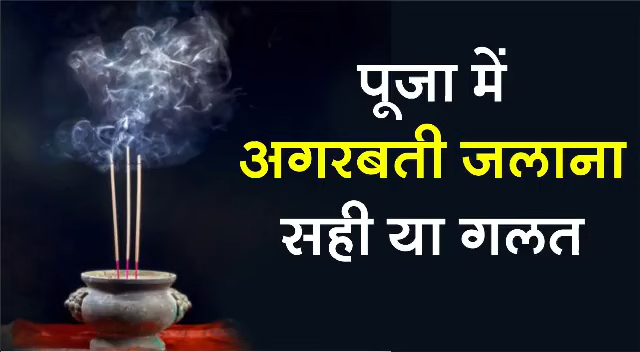 पूजा में
अगरबती जलाना
सही या गलत